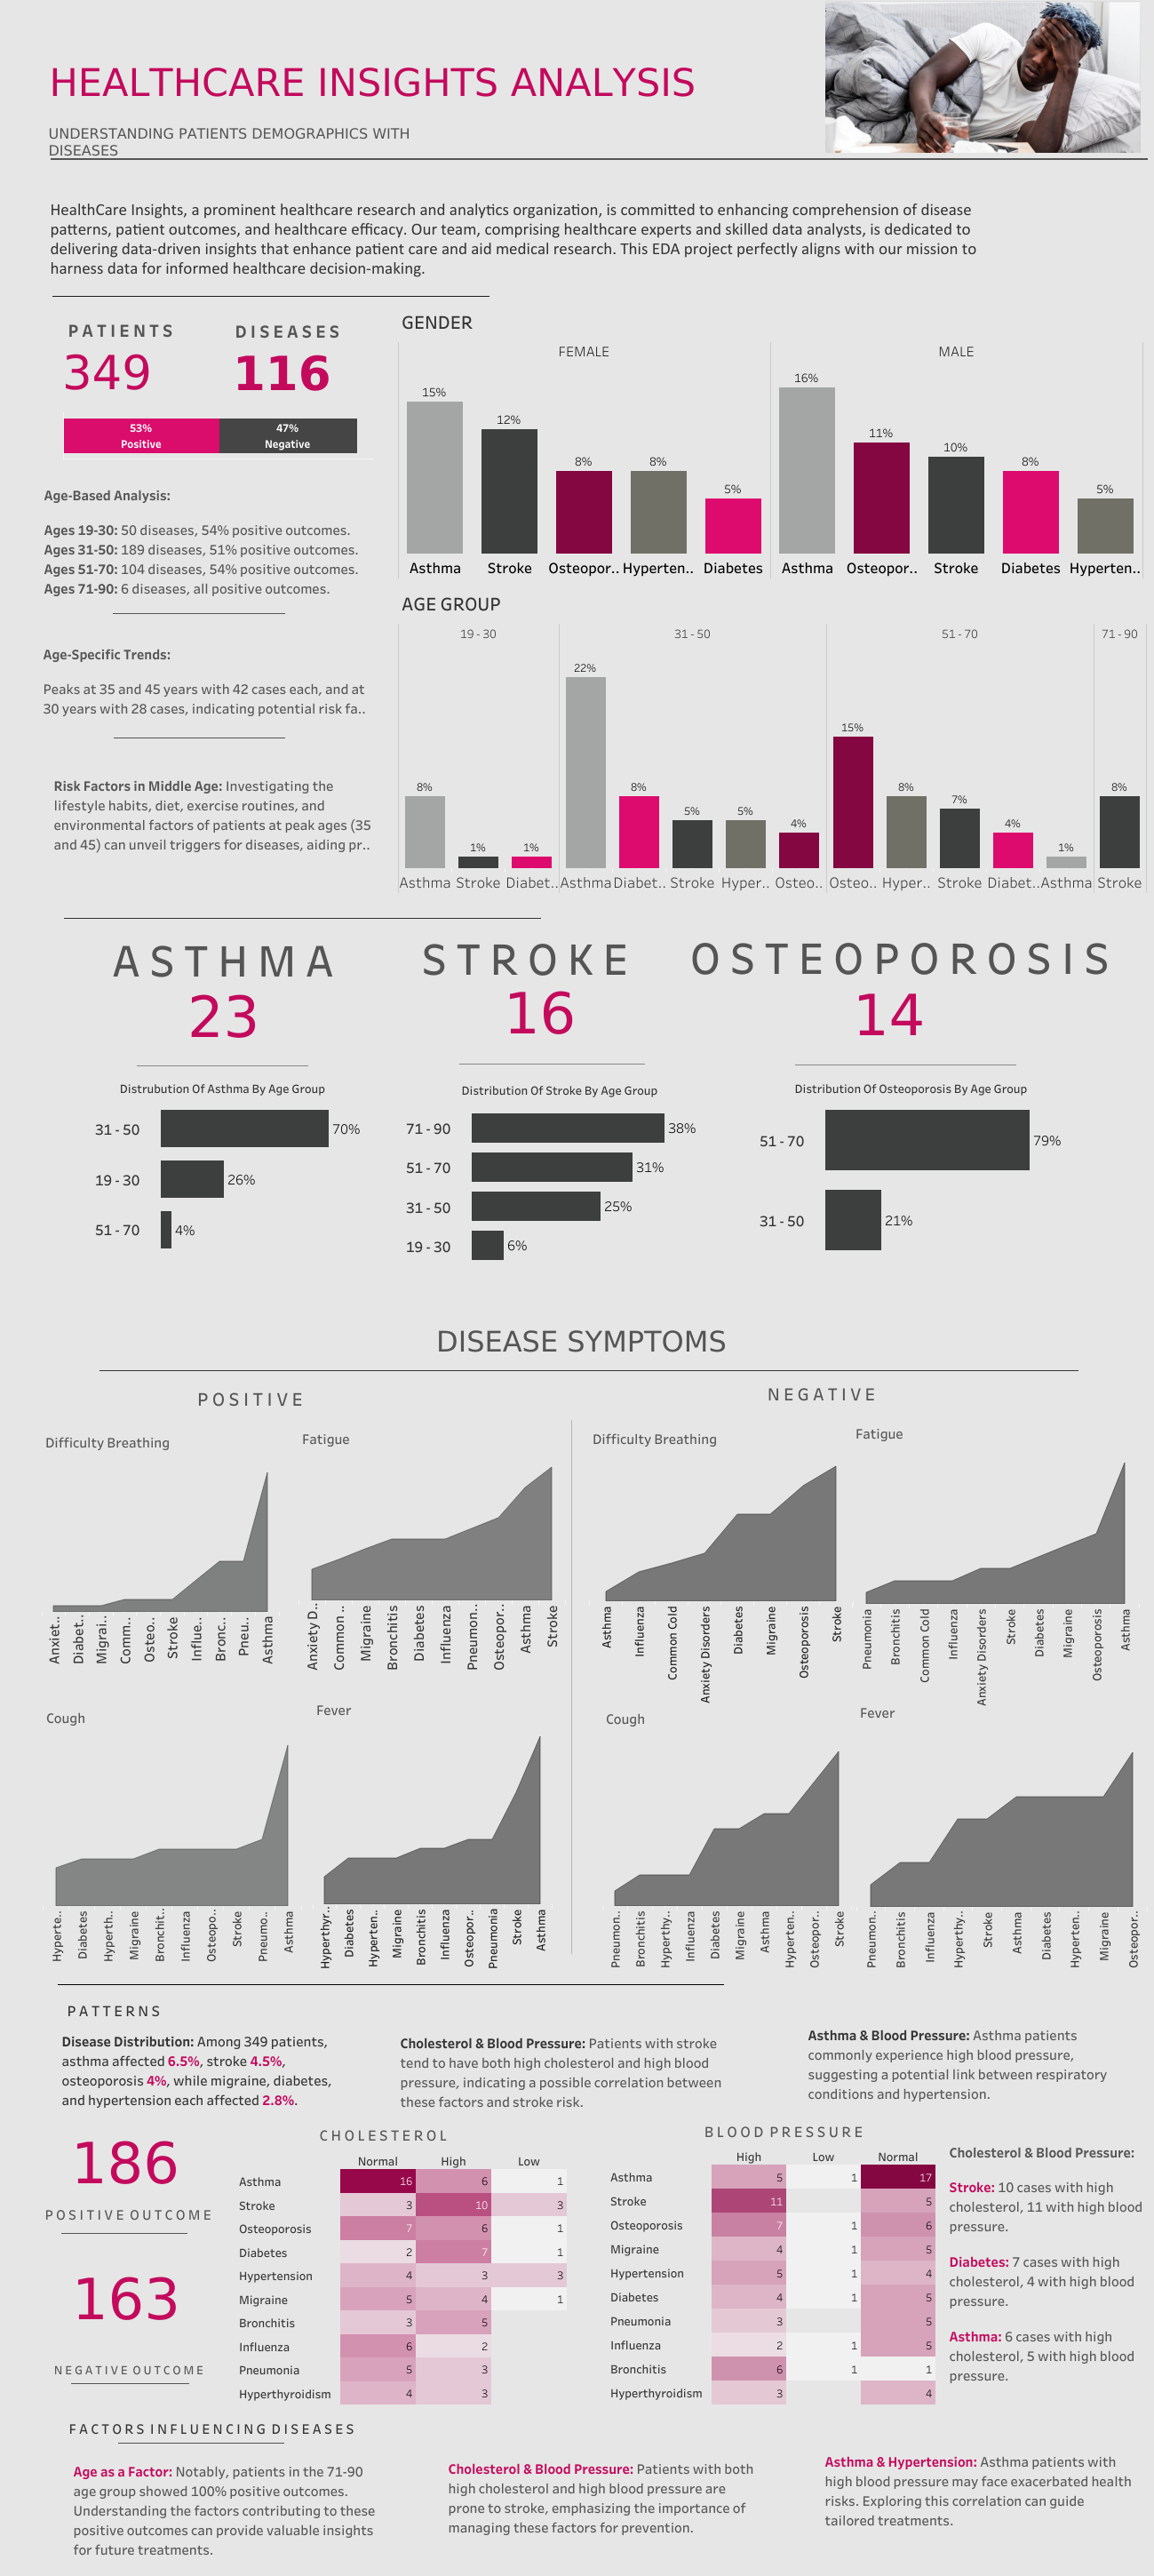 HEALTHCARE INSIGHTS ANALYSIS
UNDERSTANDING PATIENTS DEMOGRAPHICS WITH
DISEASES
HealthCare Insights, a prominent healthcare research and analytics organization, is committed to enhancing comprehension of disease
patterns, patient outcomes, and healthcare efficacy. Our team, comprising healthcare experts and skilled data analysts, is dedicated to
delivering data-driven insights that enhance patient care and aid medical research. This EDA project perfectly aligns with our mission to
harness data for informed healthcare decision-making.
PATIENTS
349
DISEASES
116
53%
Positive
47%
Negative
Age-Based Analysis:
Ages 19-30: 50 diseases, 54% positive outcomes.
Ages 31-50: 189 diseases, 51% positive outcomes.
Ages 51-70: 104 diseases, 54% positive outcomes.
Ages 71-90: 6 diseases, all positive outcomes.
Age-Specific Trends:
Peaks at 35 and 45 years with 42 cases each, and at
30 years with 28 cases, indicating potential risk fa..
Risk Factors in Middle Age: Investigating the
lifestyle habits, diet, exercise routines, and
environmental factors of patients at peak ages (35
and 45) can unveil triggers for diseases, aiding pr..
GENDER
FEMALE
15% 12% 8% 8% 5%
Asthma Stroke Osteopor.. Hyperten.. Diabetes
MALE
16% 11% 10% 8% 5%
Asthma Osteopor.. Stroke Diabetes Hyperten..
AGE GROUP
19 - 30
8% 1% 1%
Asthma Stroke Diabet..
31 - 50
22% 8% 5% 5% 4%
Asthma Diabet.. Stroke Hyper.. Osteo..
51 - 70
15% 8% 7% 4% 1%
Osteo.. Hyper.. Stroke Diabet.. Asthma
71 - 90
8%
Stroke
ASTHMA
23
Distrubution Of Asthma By Age Group
31 - 50 70%
19 - 30 26%
51 - 70 4%
STROKE
16
Distribution Of Stroke By Age Group
71 - 90 38%
51 - 70 31%
31 - 50 25%
19 - 30 6%
OSTEOPOROSIS
14
Distribution Of Osteoporosis By Age Group
51 - 70 79%
31 - 50 21%
DISEASE SYMPTOMS
POSITIVE
Difficulty Breathing
Anxiet.. Diabet.. Migrai.. Comm.. Osteo.. Stroke Influe.. Bronc.. Pneu.. Asthma
Fatigue
Anxiety D.. Common .. Migraine Bronchitis Diabetes Influenza Pneumon.. Osteopor.. Asthma Stroke
Cough
Hyperte.. Diabetes Hyperth.. Migraine Bronchit.. Influenza Osteopo.. Stroke Pneumo.. Asthma
Fever
Hyperthyr.. Diabetes Hyperten.. Migraine Bronchitis Influenza Osteopor.. Pneumonia Stroke Asthma
NEGATIVE
Difficulty Breathing
Asthma Influenza Common Cold Anxiety Disorders Diabetes Migraine Osteoporosis Stroke
Fatigue
Pneumonia Bronchitis Common Cold Influenza Anxiety Disorders Stroke Diabetes Migraine Osteoporosis Asthma
Cough
Pneumon.. Bronchitis Hyperthy.. Influenza Diabetes Migraine Asthma Hyperten.. Osteopor.. Stroke
Fever
Pneumon.. Bronchitis Influenza Hyperthy.. Stroke Asthma Diabetes Hyperten.. Migraine Osteopor..
PATTERNS
Disease Distribution: Among 349 patients,
asthma affected 6.5%, stroke 4.5%,
osteoporosis 4%, while migraine, diabetes,
and hypertension each affected 2.8%.
Cholesterol & Blood Pressure: Patients with stroke
tend to have both high cholesterol and high blood
pressure, indicating a possible correlation between
these factors and stroke risk.
Asthma & Blood Pressure: Asthma patients
commonly experience high blood pressure,
suggesting a potential link between respiratory
conditions and hypertension.
186
POSITIVE OUTCOME
163
NEGATIVE OUTCOME
CHOLESTEROL
Normal High Low
Asthma 16 6 1
Stroke 3 10 3
Osteoporosis 7 6 1
Diabetes 2 7 1
Hypertension 4 3 3
Migraine 5 4 1
Bronchitis 3 5
Influenza 6 2
Pneumonia 5 3
Hyperthyroidism 4 3
BLOOD PRESSURE
High Low Normal
Asthma 5 1 17
Stroke 11 5
Osteoporosis 7 1 6
Migraine 4 1 5
Hypertension 5 1 4
Diabetes 4 1 5
Pneumonia 3 5
Influenza 2 1 5
Bronchitis 6 1 1
Hyperthyroidism 3 4
Cholesterol & Blood Pressure:
Stroke: 10 cases with high
cholesterol, 11 with high blood
pressure.
Diabetes: 7 cases with high
cholesterol, 4 with high blood
pressure.
Asthma: 6 cases with high
cholesterol, 5 with high blood
pressure.
FACTORS INFLUENCING DISEASES
Age as a Factor: Notably, patients in the 71-90
age group showed 100% positive outcomes.
Understanding the factors contributing to these
positive outcomes can provide valuable insights
for future treatments.
Cholesterol & Blood Pressure: Patients with both
high cholesterol and high blood pressure are
prone to stroke, emphasizing the importance of
managing these factors for prevention.
Asthma & Hypertension: Asthma patients with
high blood pressure may face exacerbated health
risks. Exploring this correlation can guide
tailored treatments.